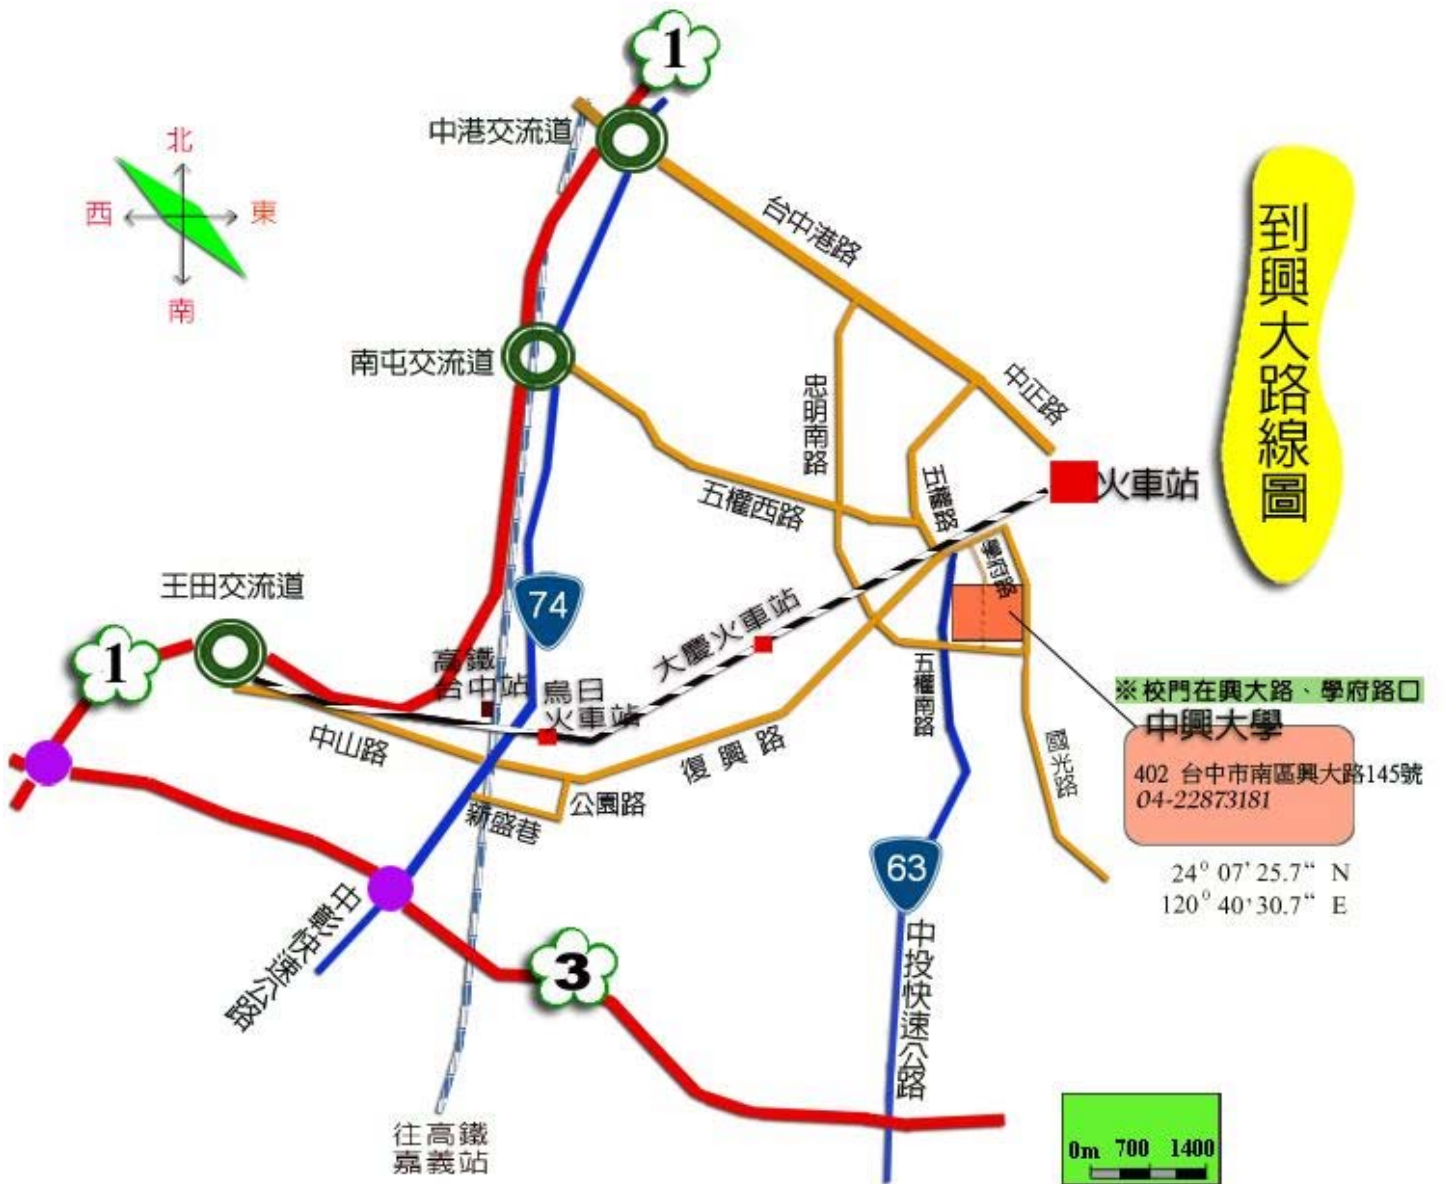 1
中港交流道
北
西
東
南
台中港路
到興大路線圖
南屯交流道
忠明南路
中正路
五權西路
五權路
火車站
學府路
王田交流道
74
1
大慶火車站
高鐵
台中站
烏日
火車站
五權南路
※校門在興大路、學府路口
中興大學
402 台中市南區興大路145號
04-22873181
中山路
復興路
國光路
公園路
新盛巷
63
24° 07' 25.7“ N
120° 40' 30.7“ E
中彰快速公路
3
中投快速公路
往高鐵
嘉義站
0m 700 1400